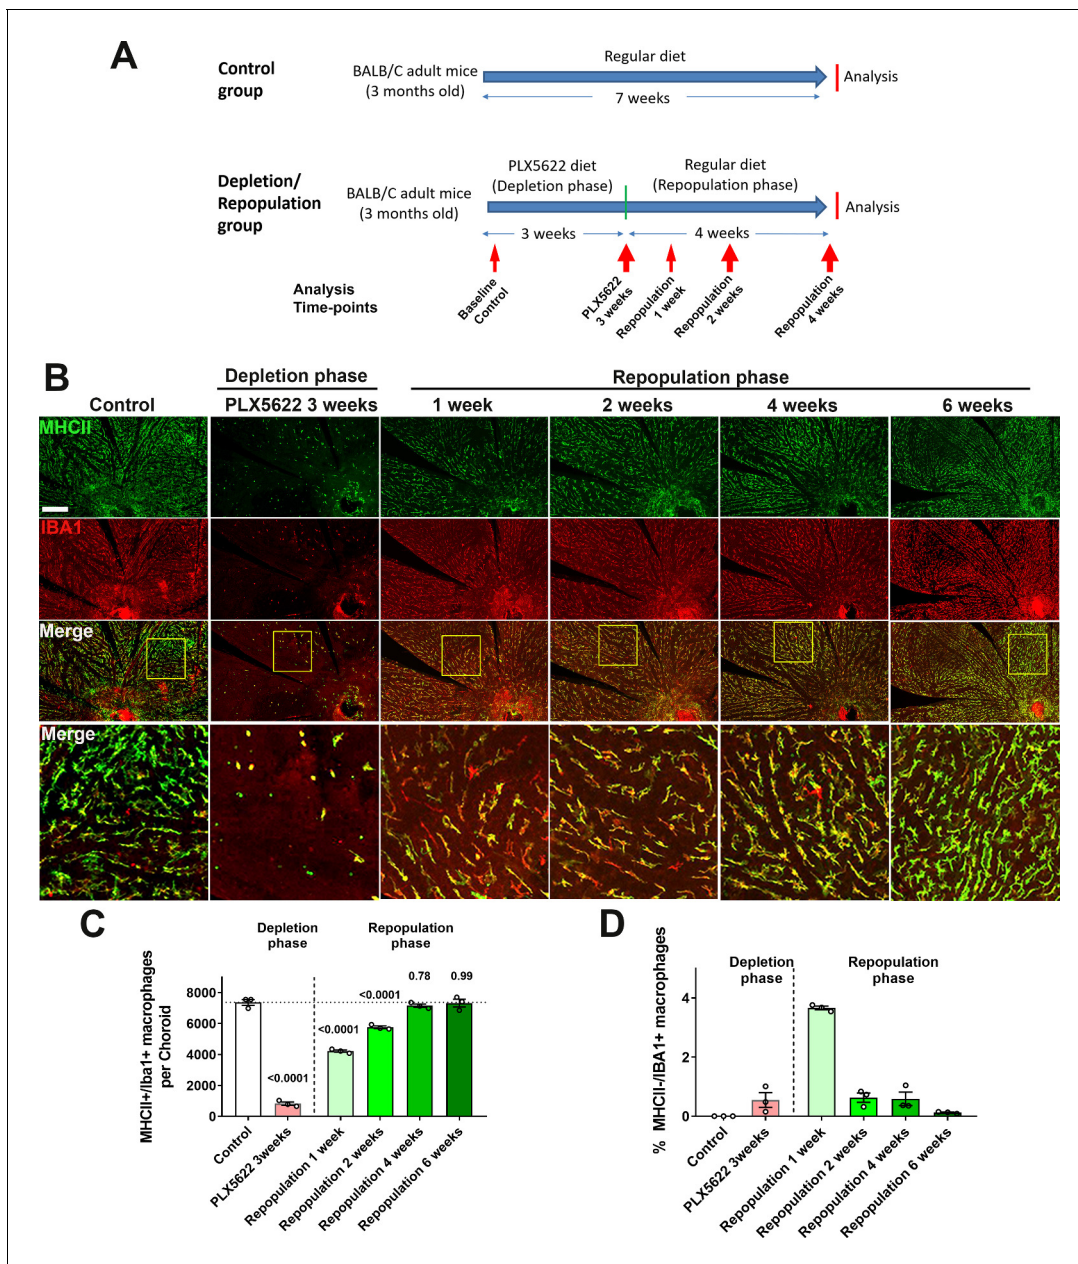 A
Control
group
BALB/C adult mice
(3 months old)
Regular diet
7 weeks
Analysis
Depletion/
Repopulation
group
BALB/C adult mice
(3 months old)
PLX5622 diet
(Depletion phase)
Regular diet
(Repopulation phase)
3 weeks
4 weeks
Analysis
Analysis
Time-points
Baseline
Control
PLX5622
3 weeks
Repopulation
1 week
Repopulation
2 weeks
Repopulation
4 weeks
B
Depletion phase
Repopulation phase
Control
PLX5622 3 weeks
1 week
2 weeks
4 weeks
6 weeks
MHCII
IBA1
Merge
Merge
C
Depletion
phase
Repopulation
phase
MHCII+/Iba1+ macrophages
per Choroid
8000
6000
4000
2000
0
<0.0001
<0.0001
<0.0001
0.78
0.99
Control
PLX5622 3weeks
Repopulation 1 week
Repopulation 2 weeks
Repopulation 4 weeks
Repopulation 6 weeks
D
Depletion
phase
Repopulation
phase
% MHCII-/IBA1+ macrophages
4
2
0
Control
PLX5622 3weeks
Repopulation 1 week
Repopulation 2 weeks
Repopulation 4 weeks
Repopulation 6 weeks